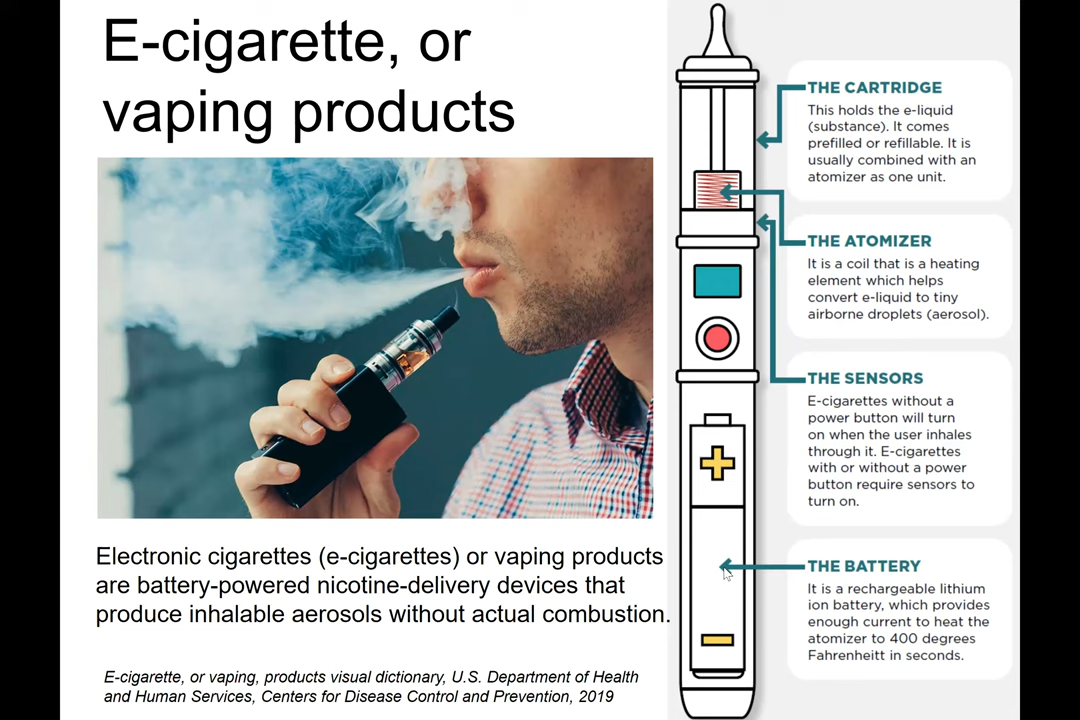 E-cigarette, or
vaping products
Electronic cigarettes (e-cigarettes) or vaping products
are battery-powered nicotine-delivery devices that
produce inhalable aerosols without actual combustion.
E-cigarette, or vaping, products visual dictionary, U.S. Department of Health
and Human Services, Centers for Disease Control and Prevention, 2019
THE CARTRIDGE
This holds the e-liquid
(substance). It comes
prefilled or refillable. It is
usually combined with an
atomizer as one unit.
THE ATOMIZER
It is a coil that is a heating
element which helps
convert e-liquid to tiny
airborne droplets (aerosol).
THE SENSORS
E-cigarettes without a
power button will turn
on when the user inhales
through it. E-cigarettes
with or without a power
button require sensors to
turn on.
THE BATTERY
It is a rechargeable lithium
ion battery, which provides
enough current to heat the
atomizer to 400 degrees
Fahrenheitt in seconds.